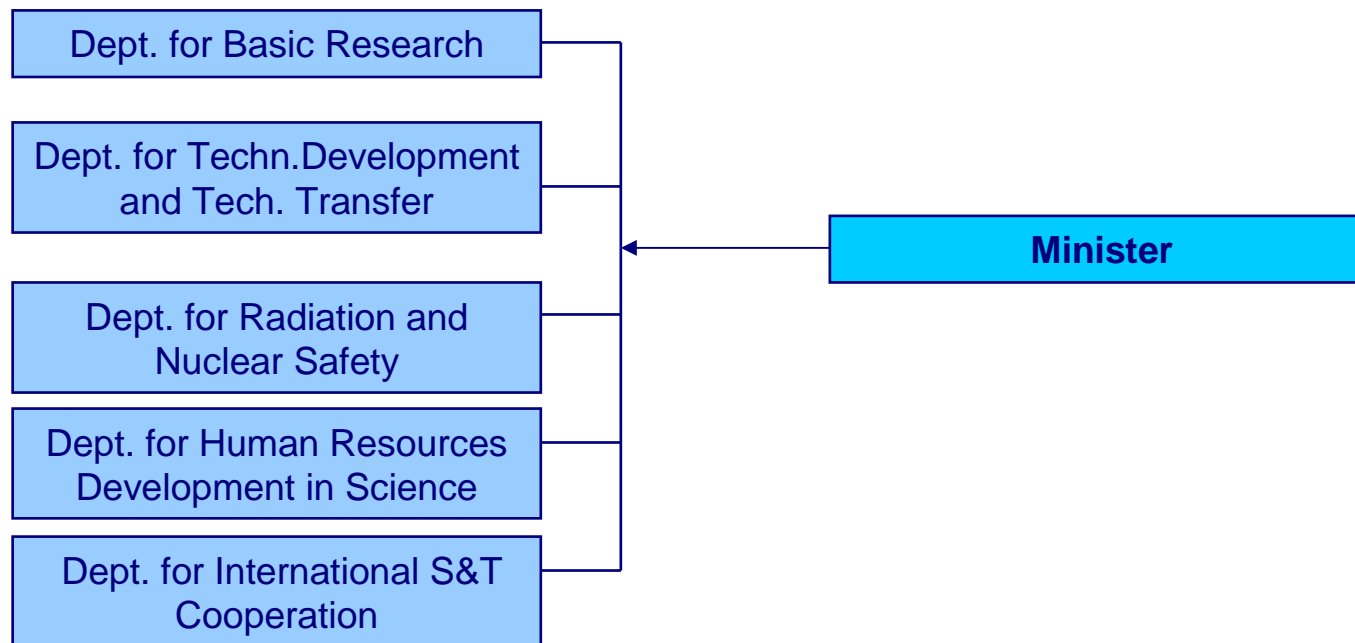 Dept. for Basic Research
Dept. for Techn.Development
and Tech. Transfer
Minister
Dept. for Radiation and
Nuclear Safety
Dept. for Human Resources
Development in Science
Dept. for International S&T
Cooperation